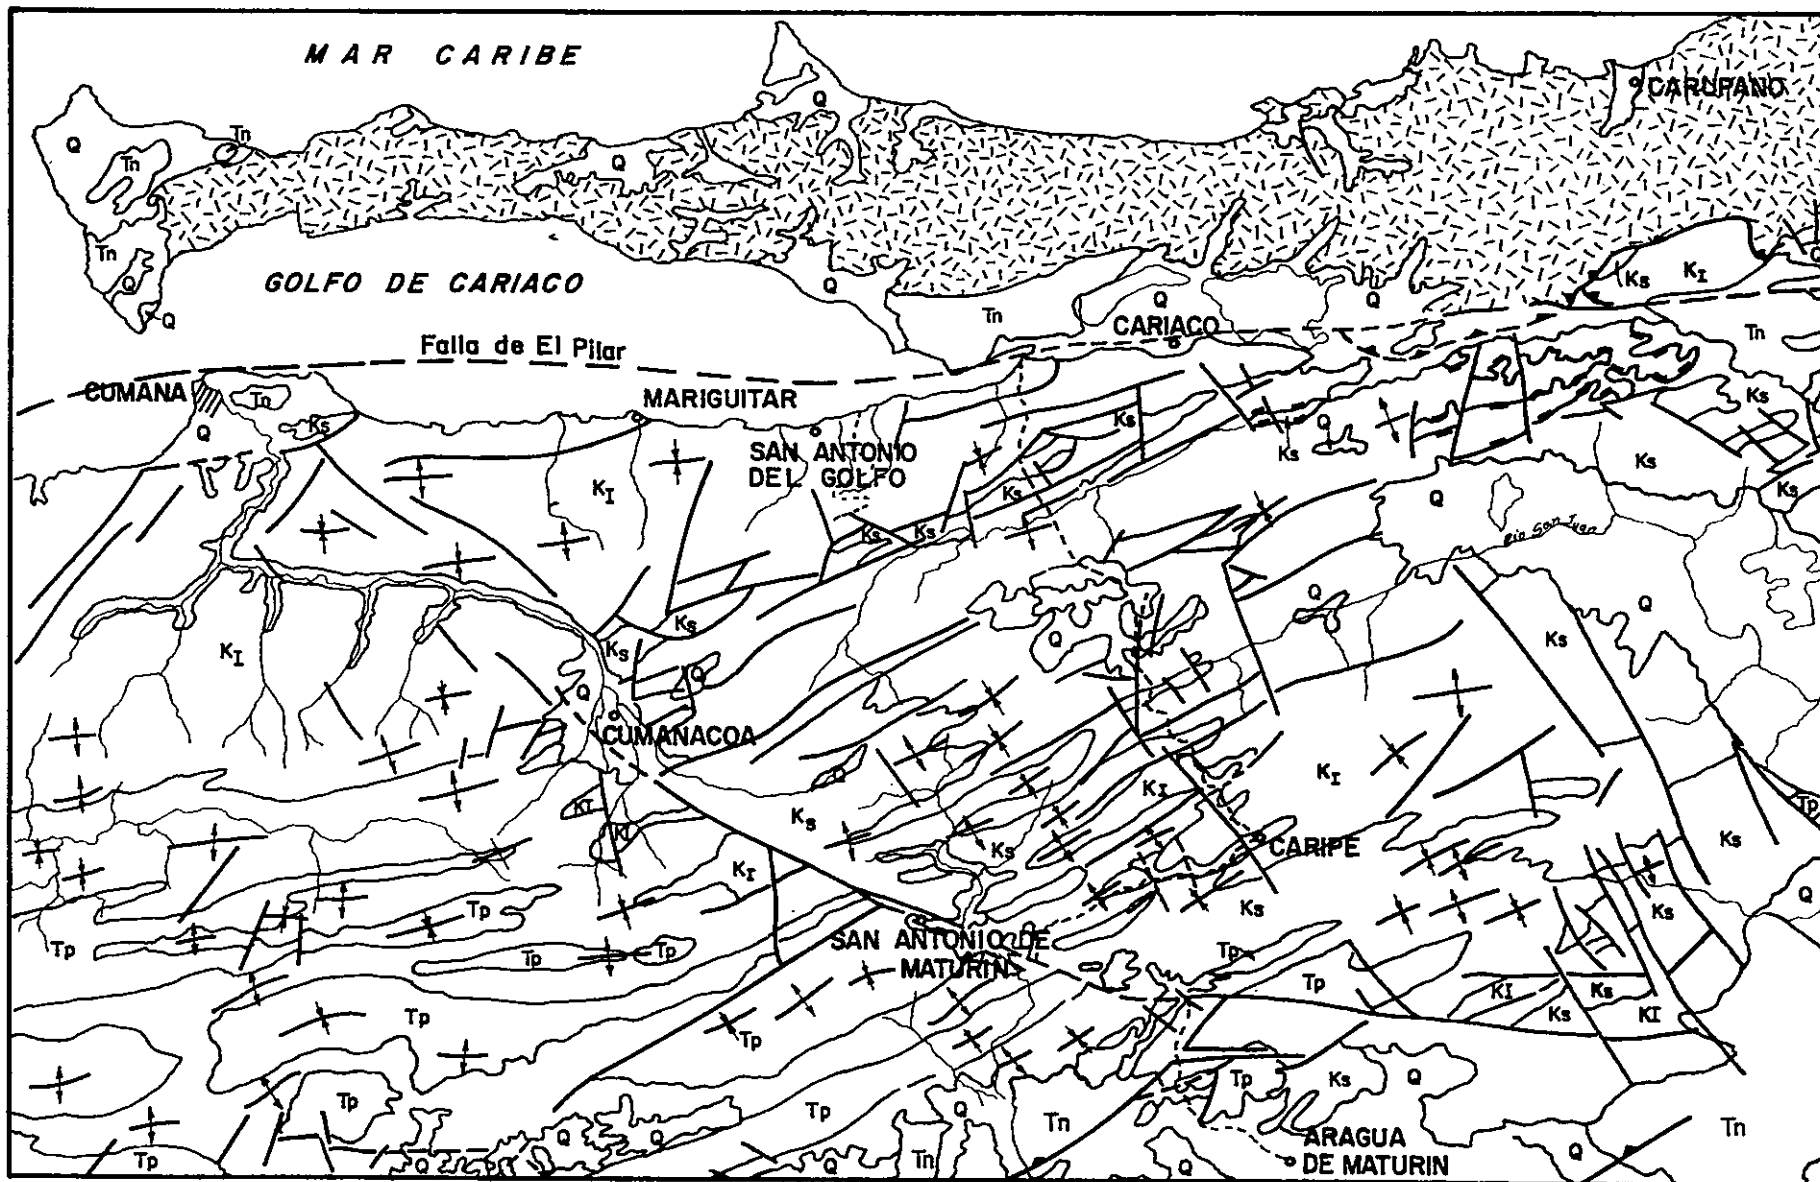 MAR CARIBE
CARUPANO
Q
Q
Tn
Tn
Q
Tn
Q
Q
GOLFO DE CARIACO
Q
Q
Q
Ks
KI
Tn
CARIACO
Tn
Falla de El Pilar
CUMANA
Tn
MARIGUITAR
Q
Ks
Ks
Ks
Q
SAN ANTONIO
DEL GOLFO
Ks
Ks
KI
Ks
Q
Ks
Ks
Ks
Rio San Juan
Q
Q
Ks
Ks
Q
Ks
KI
Q
Q
CUMANACOA
KI
Q
KI
KI
Tp
Ks
KI
Ks
CARIPE
Ks
KI
Q
Tp
Ks
Ks
SAN ANTONIO DE
MATURIN
Tp
Tp
Tp
Tp
Tp
KI
Ks
Ks
KI
Tp
Tp
Tp
Ks
Q
Tp
Tp
Q
Tn
Tn
ARAGUA
DE MATURIN
Q
Q
Tp
Q
Q
Tn
Q
Q